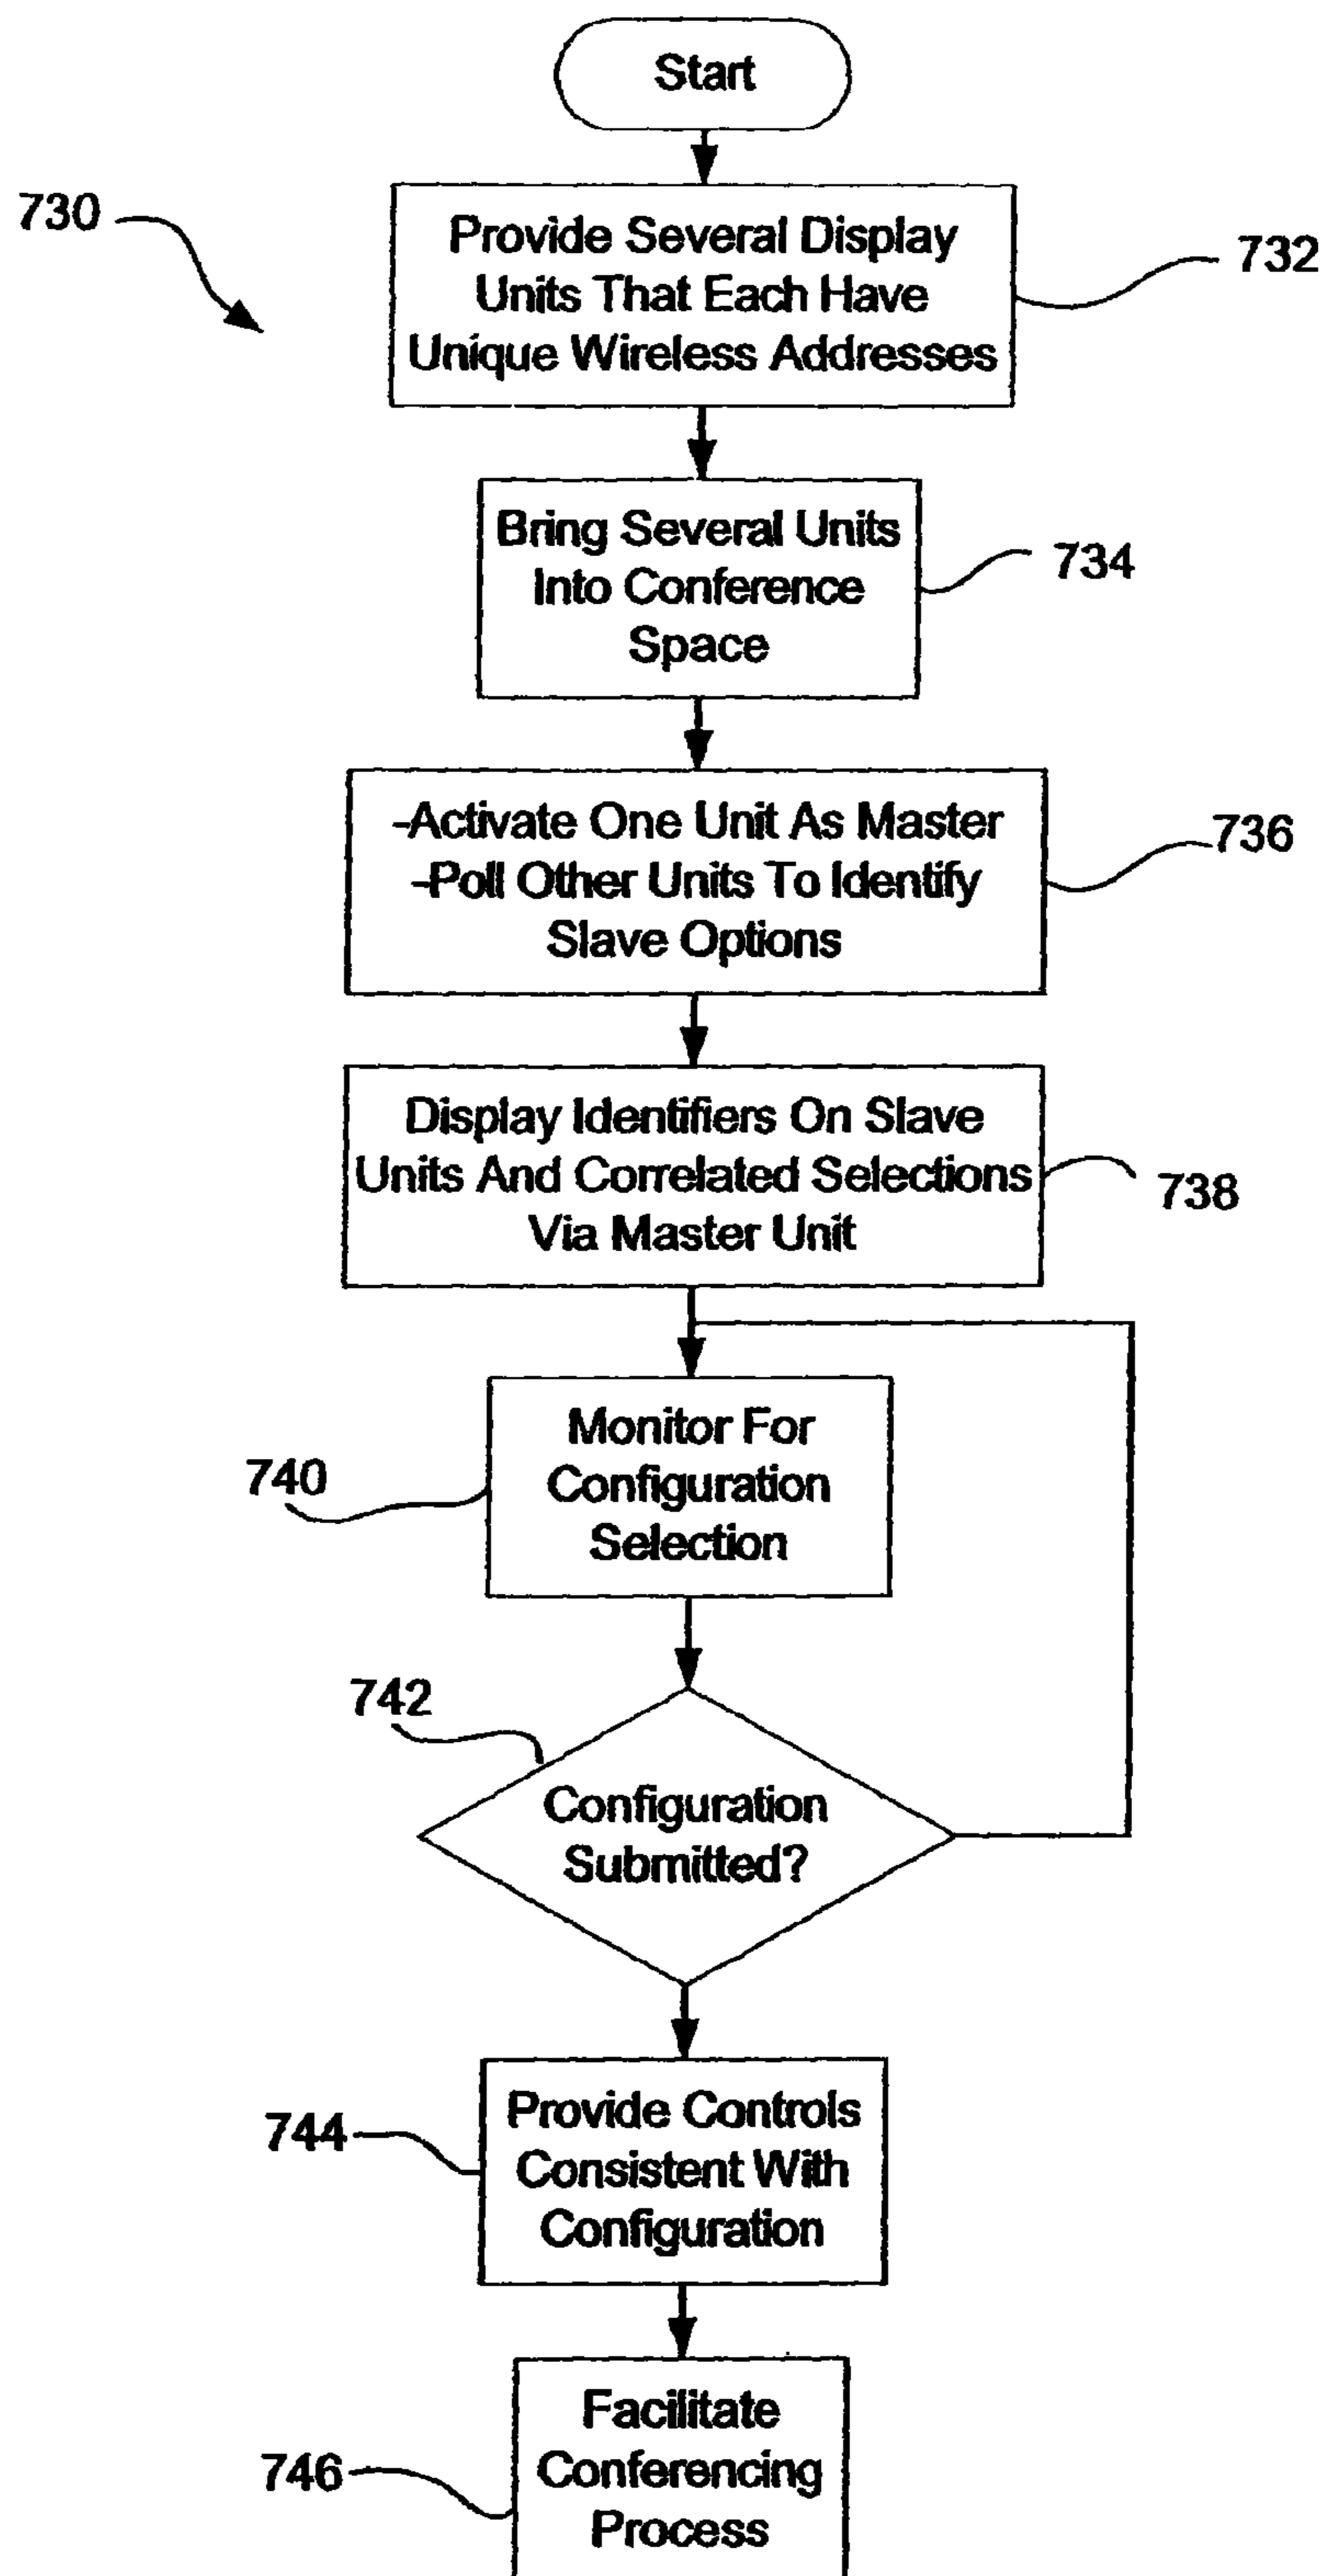 Start
730
Provide Several Display
Units That Each Have
Unique Wireless Addresses
732
Bring Several Units
Into Conference
Space
734
-Activate One Unit As Master
-Poll Other Units To Identify
Slave Options
736
Display Identifiers On Slave
Units And Correlated Selections
Via Master Unit
738
Monitor For
Configuration
Selection
740
742
Configuration
Submitted?
744
Provide Controls
Consistent With
Configuration
746
Facilitate
Conferencing
Process